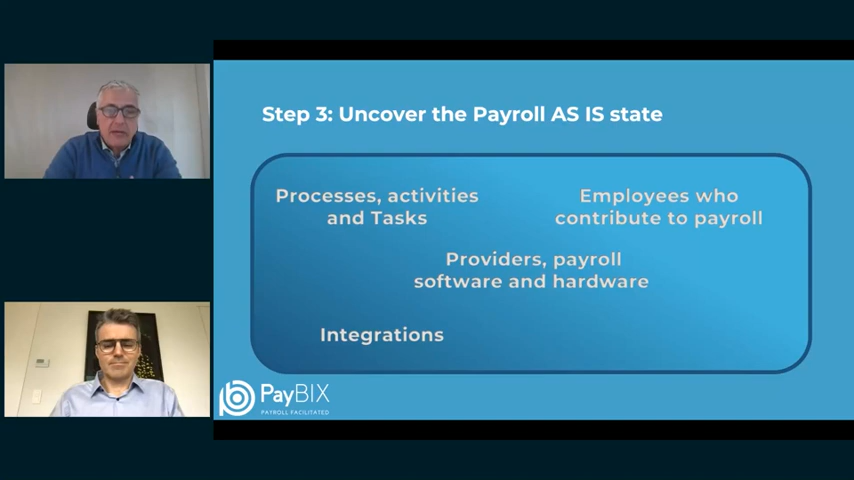 Step 3: Uncover the Payroll AS IS state
Processes, activities
and Tasks
Employees who
contribute to payroll
Providers, payroll
software and hardware
Integrations
PayBIX
PAYROLL FACILITATED